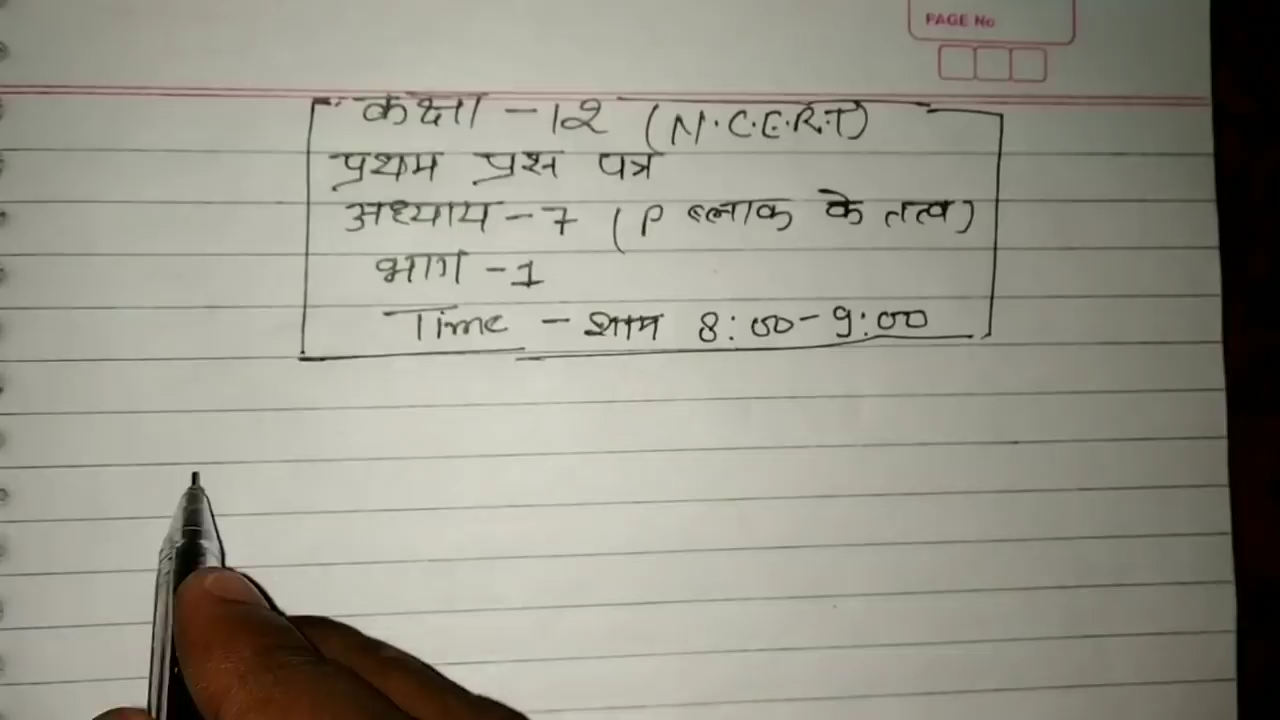 PAGE No
कक्षा - 12 (N.C.E.R.T)
प्रथम प्रश्न पत्र
अध्याय - 7 (P ब्लाक के तत्व)
भाग - 1
Time - शाम 8:00 - 9:00